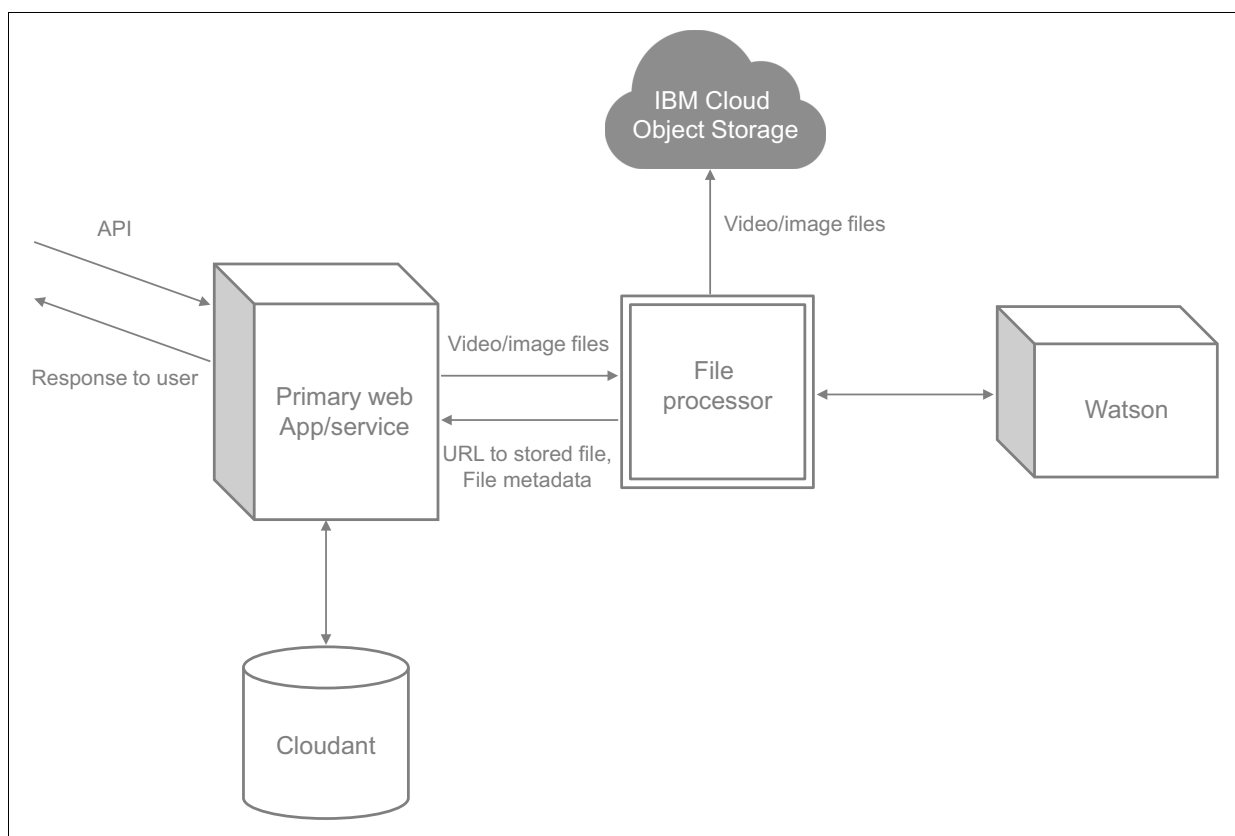 IBM Cloud
Object Storage
API
Video/image files
Response to user
Primary web
App/service
Video/image files
URL to stored file,
File metadata
File
processor
Watson
Cloudant